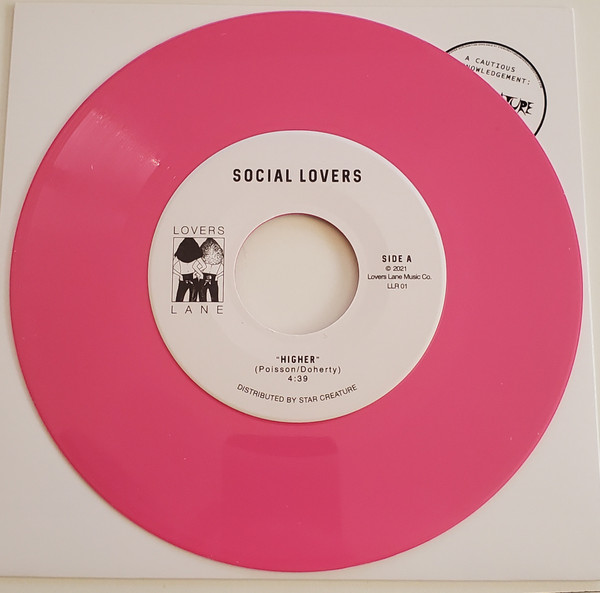 A CAUTIOUS
SOCIAL LOVERS
LOVERS
LANE
SIDE A
© 2021
Lovers Lane Music Co.
LLR 01
"HIGHER"
(Poisson/Doherty)
4:39
DISTRIBUTED BY STAR CREATURE